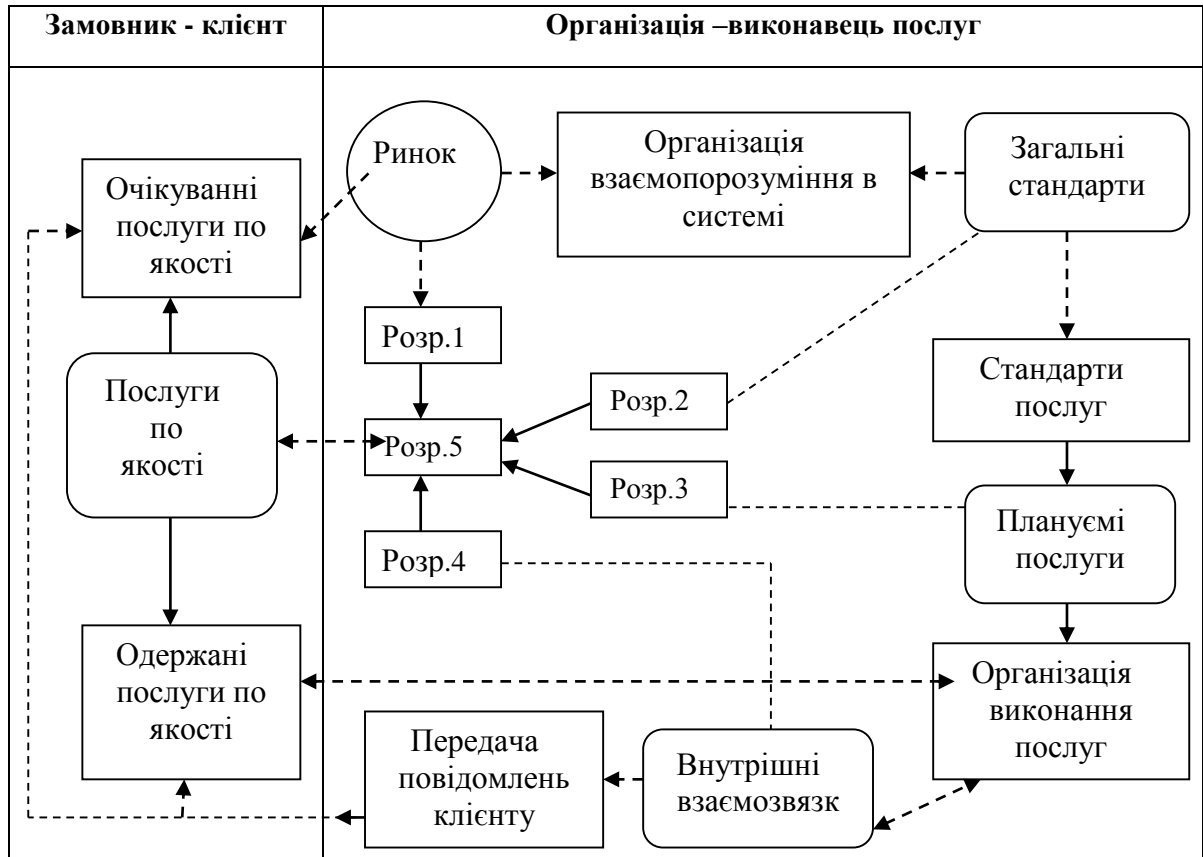 Замовник - клієнт
Організація –виконавець послуг
Ринок
Організація
взаємопорозуміння в
системі
Загальні
стандарти
Очікуванні
послуги по
якості
Розр.1
Послуги
по
якості
Розр.5
Розр.2
Розр.3
Розр.4
Стандарти
послуг
Плануємі
послуги
Одержані
послуги по
якості
Організація
виконання
послуг
Передача
повідомлень
клієнту
Внутрішні
взаємозвязк